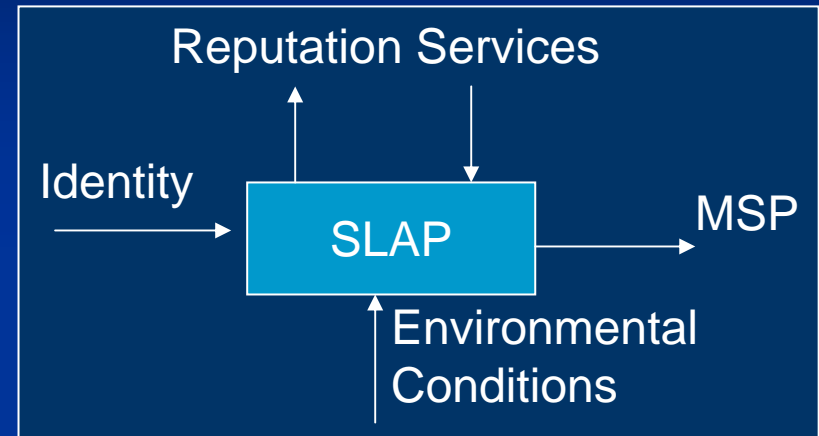 Reputation Services
Identity
SLAP
MSP
Environmental
Conditions